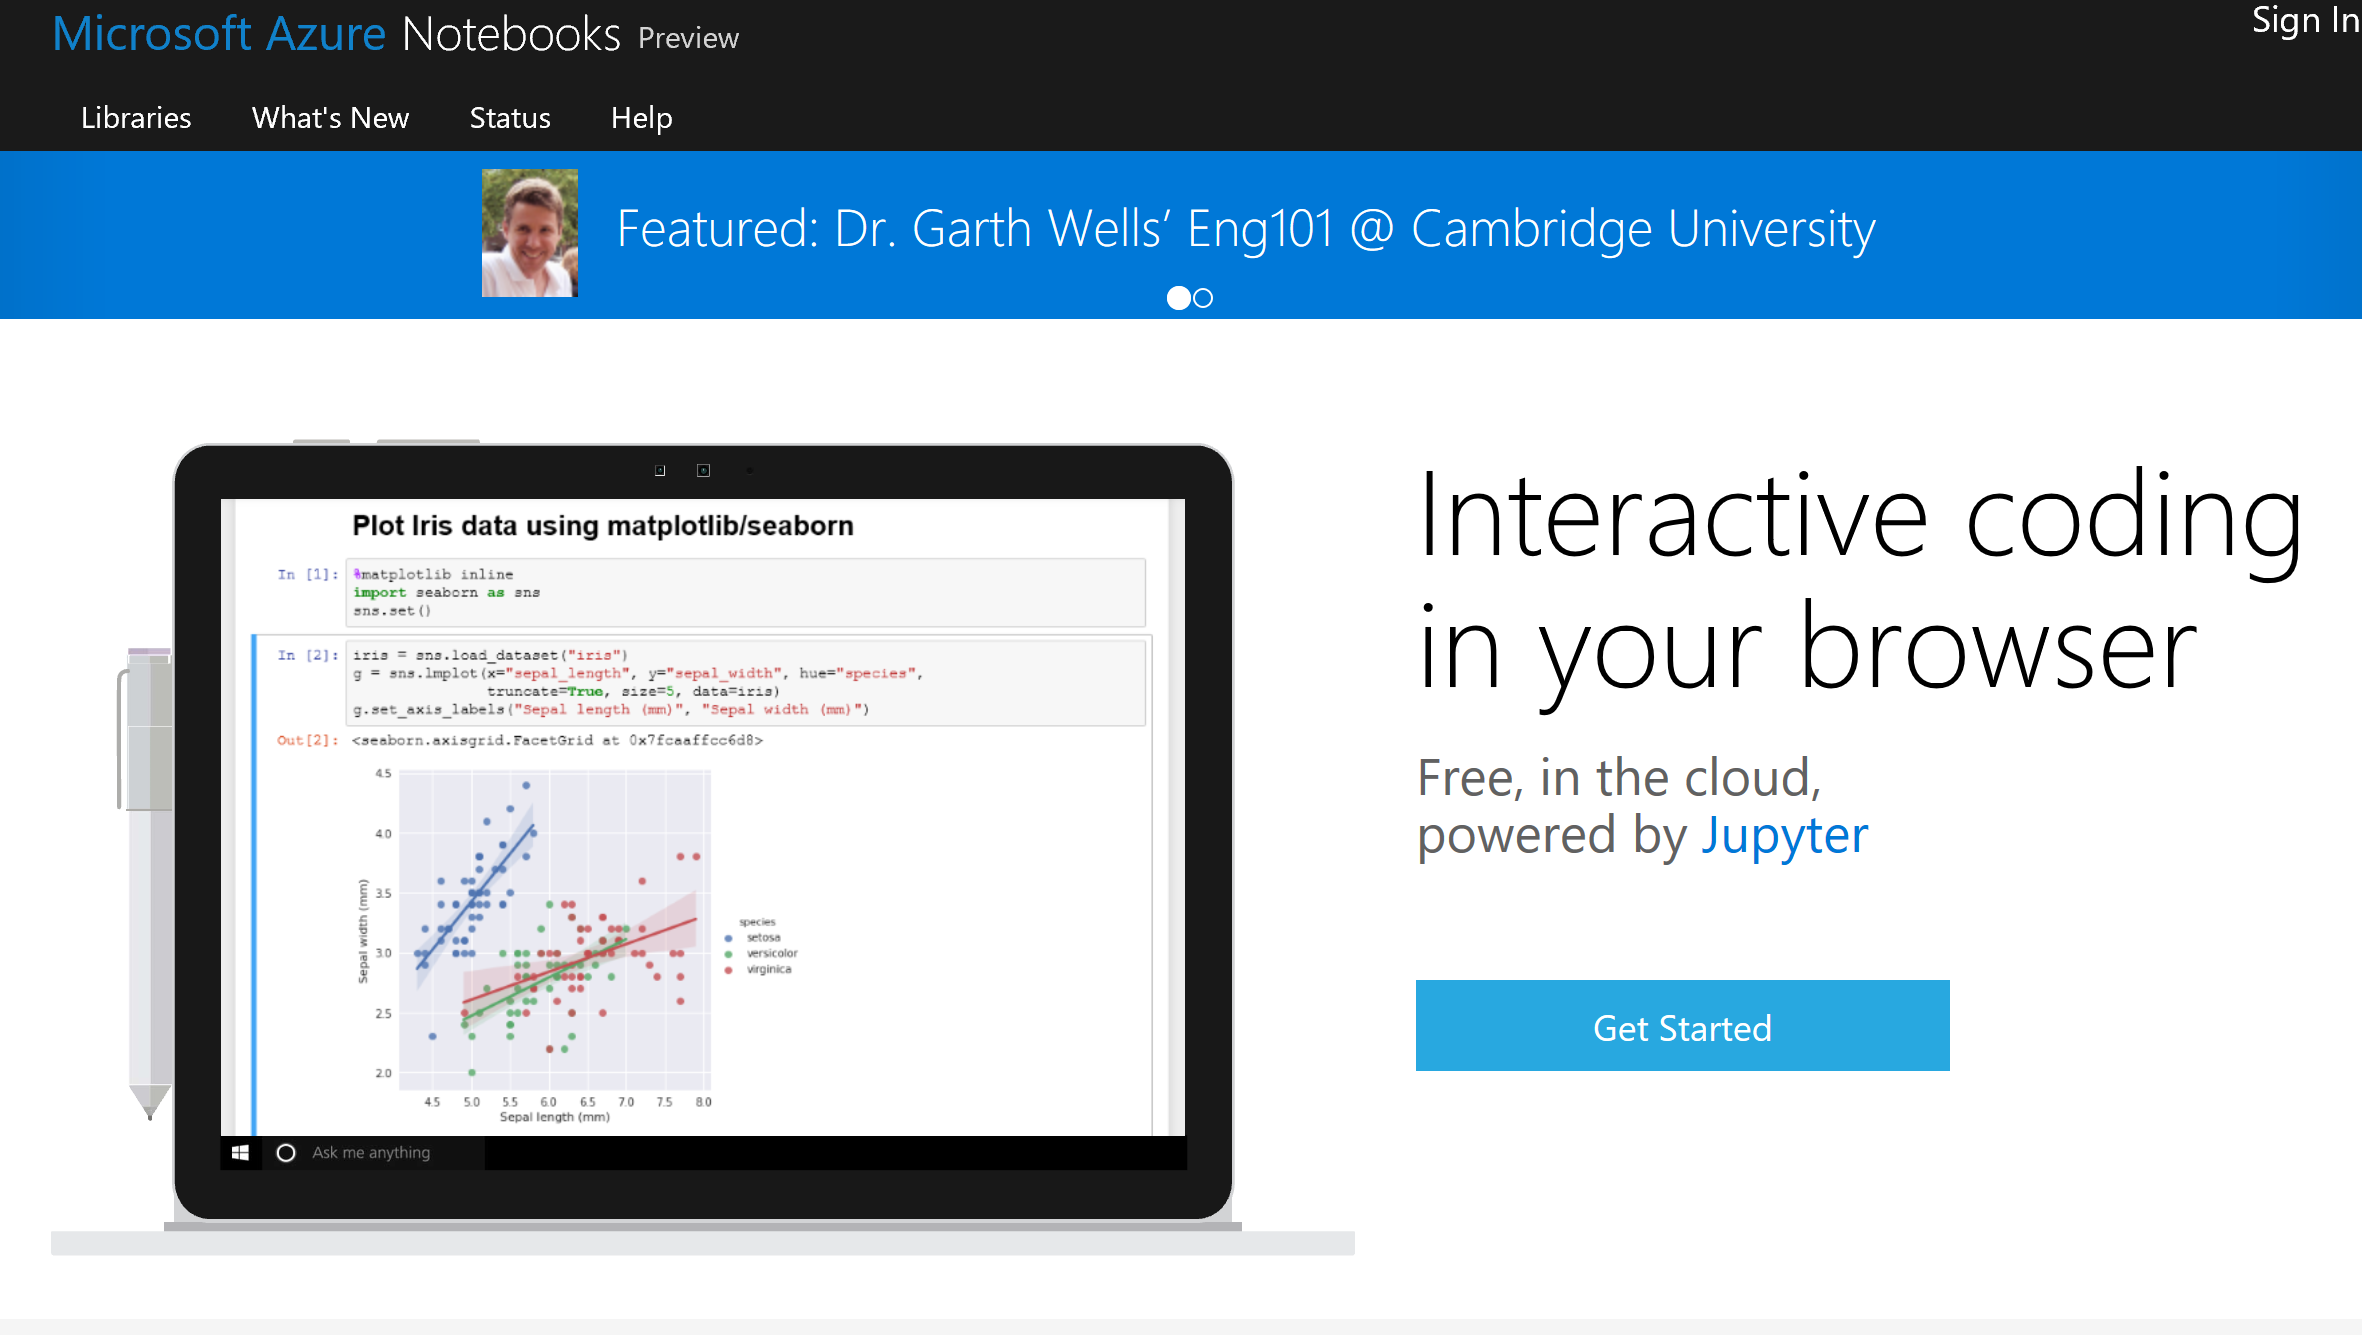 Microsoft Azure Notebooks Preview
Sign In
Libraries What's New Status Help
Featured: Dr. Garth Wells’ Eng101 @ Cambridge University
Plot Iris data using matplotlib/seaborn
In [1]: %matplotlib inline
import seaborn as sns
sns.set()
In [2]: iris = sns.load_dataset("iris")
g = sns.lmplot(x="sepal_length", y="sepal_width", hue="species",
truncate=True, size=5, data=iris)
g.set_axis_labels("Sepal length (mm)", "Sepal width (mm)")
Out[2]: <seaborn.axisgrid.FacetGrid at 0x7fcaaffcc6d8>
4.5
4.0
3.5
3.0
2.5
2.0
Sepal width (mm)
4.5 5.0 5.5 6.0 6.5 7.0 7.5 8.0
Sepal length (mm)
species
setosa
versicolor
virginica
Ask me anything
Interactive coding
in your browser
Free, in the cloud,
powered by Jupyter
Get Started